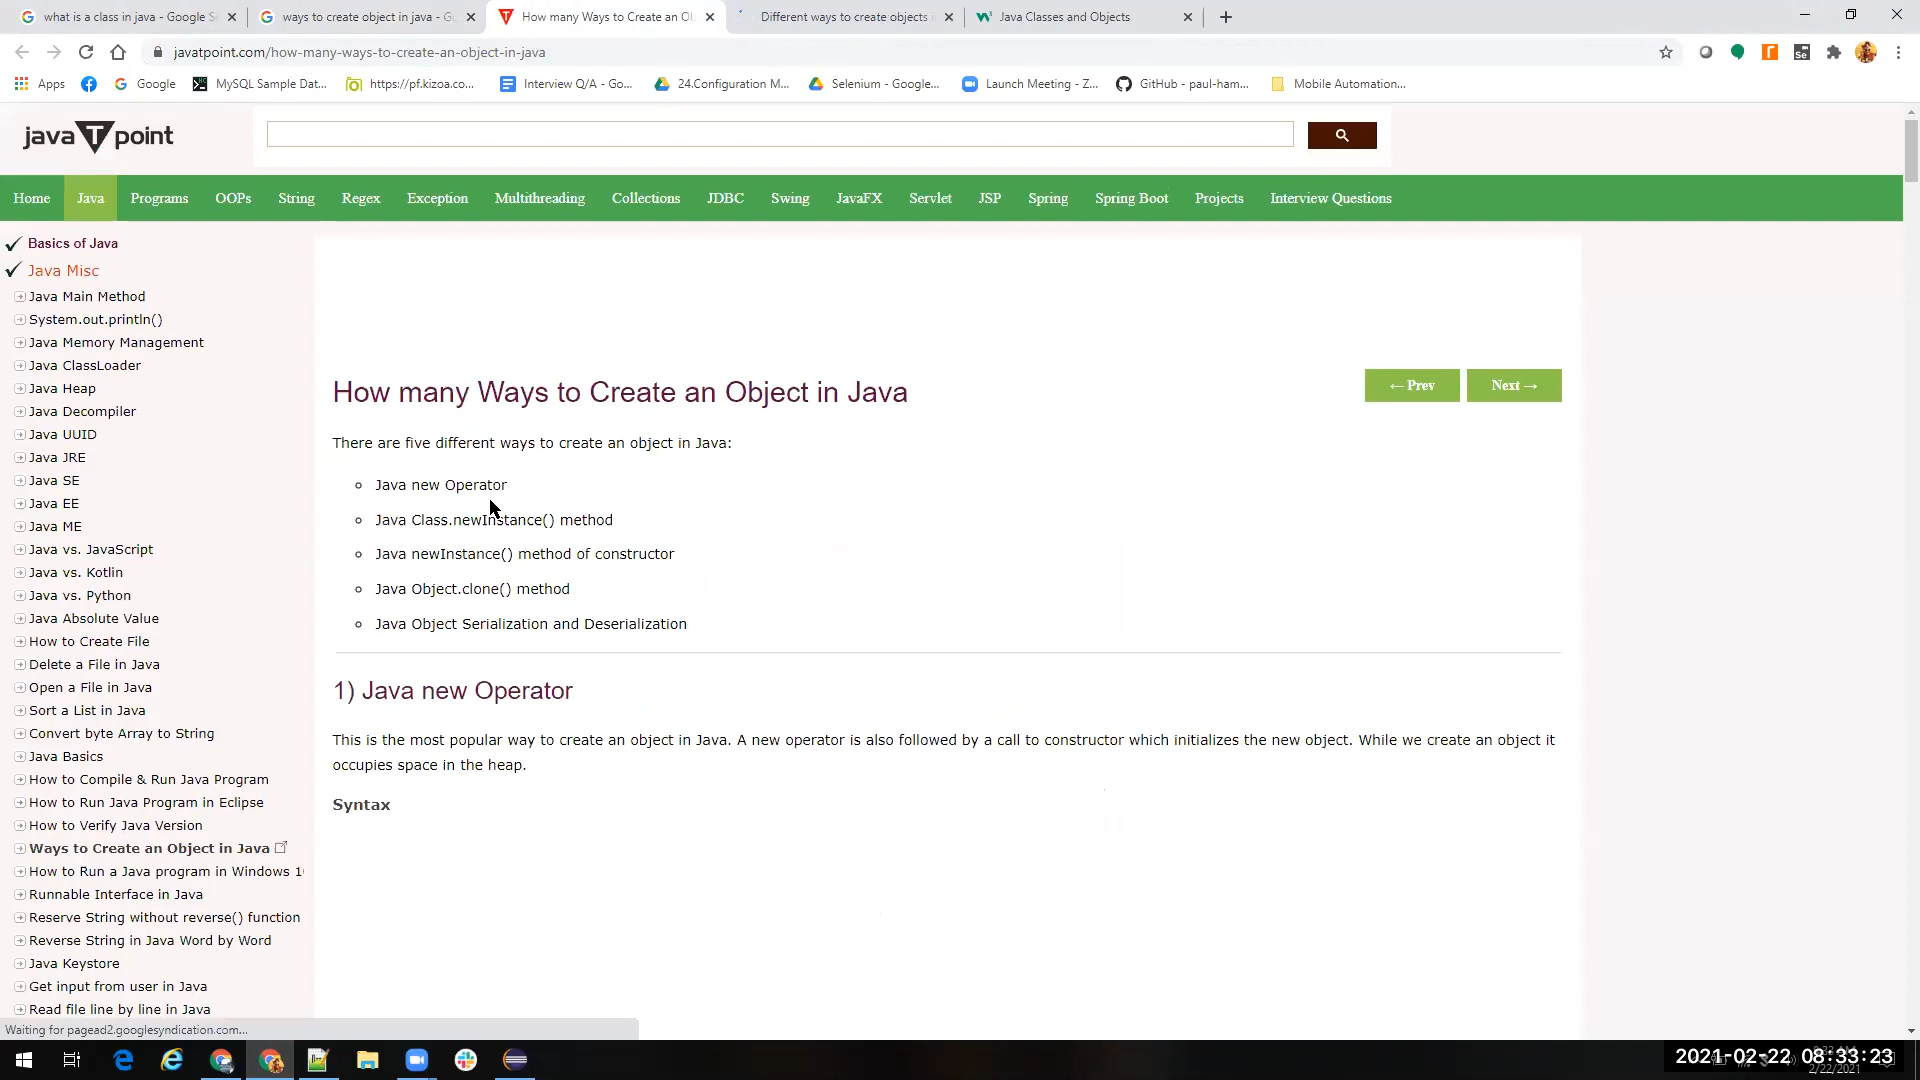 what is a class in java - Google S
ways to create object in java - G
How many Ways to Create an O
Different ways to create objects
Java Classes and Objects
javatpoint.com/how-many-ways-to-create-an-object-in-java
Apps
Google
MySQL Sample Dat...
https://pf.kizoa.co...
Interview Q/A - Go...
24.Configuration M...
Selenium - Google...
Launch Meeting - Z...
GitHub - paul-ham...
Mobile Automation...
java T point
Home
Java
Programs
OOPs
String
Regex
Exception
Multithreading
Collections
JDBC
Swing
JavaFX
Servlet
JSP
Spring
Spring Boot
Projects
Interview Questions
Basics of Java
Java Misc
Java Main Method
System.out.println()
Java Memory Management
Java ClassLoader
Java Heap
Java Decompiler
Java UUID
Java JRE
Java SE
Java EE
Java ME
Java vs. JavaScript
Java vs. Kotlin
Java vs. Python
Java Absolute Value
How to Create File
Delete a File in Java
Open a File in Java
Sort a List in Java
Convert byte Array to String
Java Basics
How to Compile & Run Java Program
How to Run Java Program in Eclipse
How to Verify Java Version
Ways to Create an Object in Java
How to Run a Java program in Windows 1
Runnable Interface in Java
Reserve String without reverse() function
Reverse String in Java Word by Word
Java Keystore
Get input from user in Java
Read file line by line in Java
← Prev
Next →
How many Ways to Create an Object in Java
There are five different ways to create an object in Java:
Java new Operator
Java Class.newInstance() method
Java newInstance() method of constructor
Java Object.clone() method
Java Object Serialization and Deserialization
1) Java new Operator
This is the most popular way to create an object in Java. A new operator is also followed by a call to constructor which initializes the new object. While we create an object it
occupies space in the heap.
Syntax
Waiting for pagead2.googlesyndication.com...
2021-02-22 08:33:23
2/22/2021